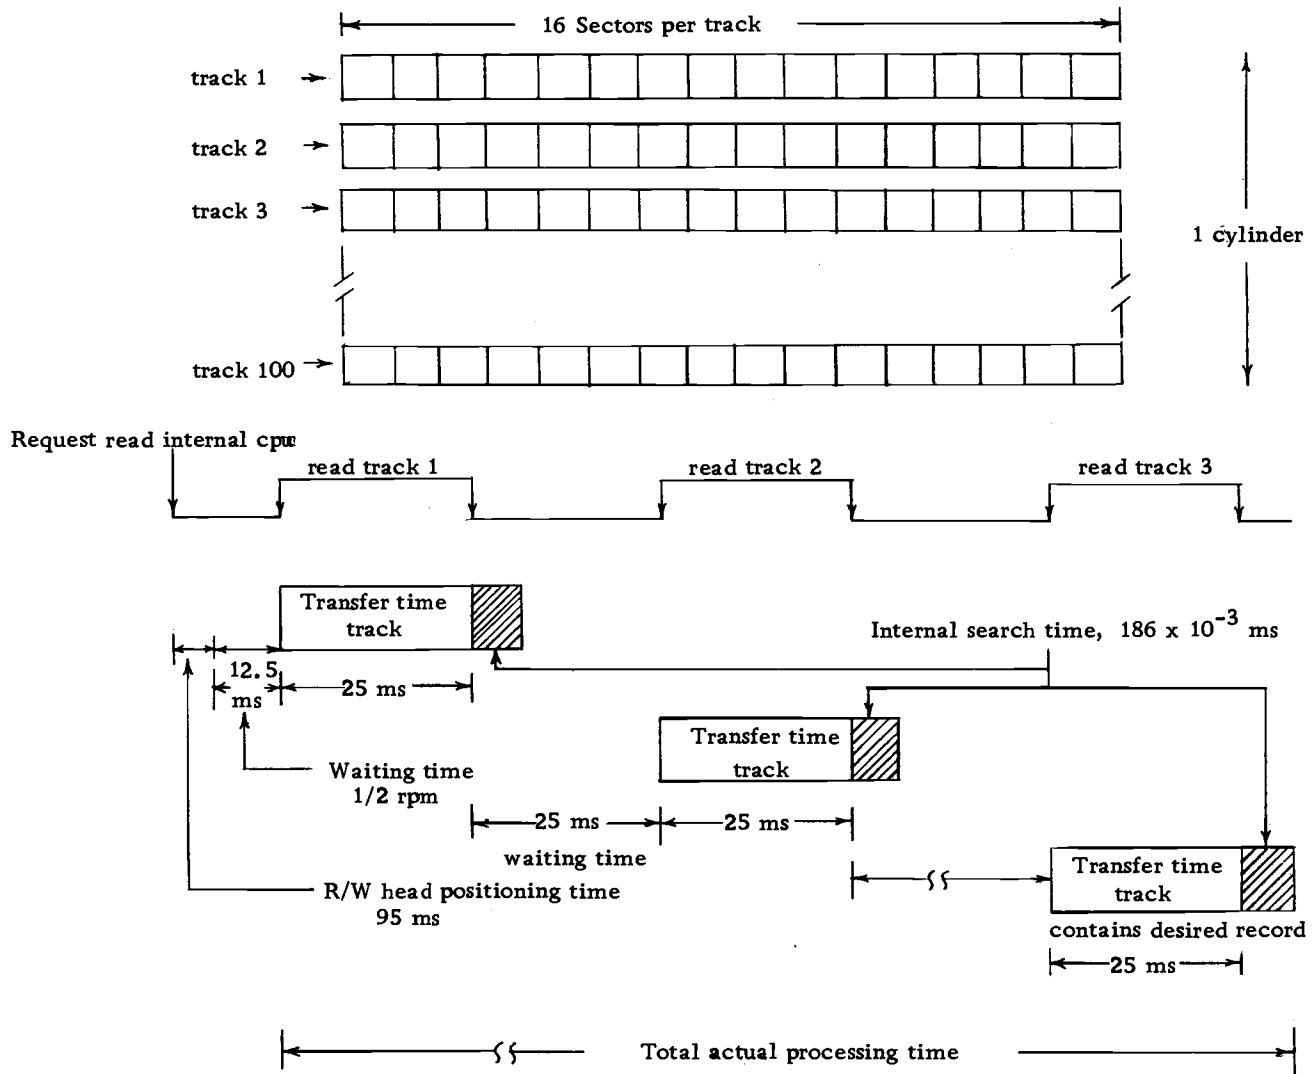 16 Sectors per track
track 1
track 2
track 3
1 cylinder
track 100
Request read internal cpu
read track 1
read track 2
read track 3
Transfer time
track
Internal search time, 186 x 10⁻³ ms
12.5
ms
25 ms
Transfer time
track
Waiting time
1/2 rpm
25 ms
25 ms
waiting time
Transfer time
track
R/W head positioning time
95 ms
contains desired record
25 ms
Total actual processing time